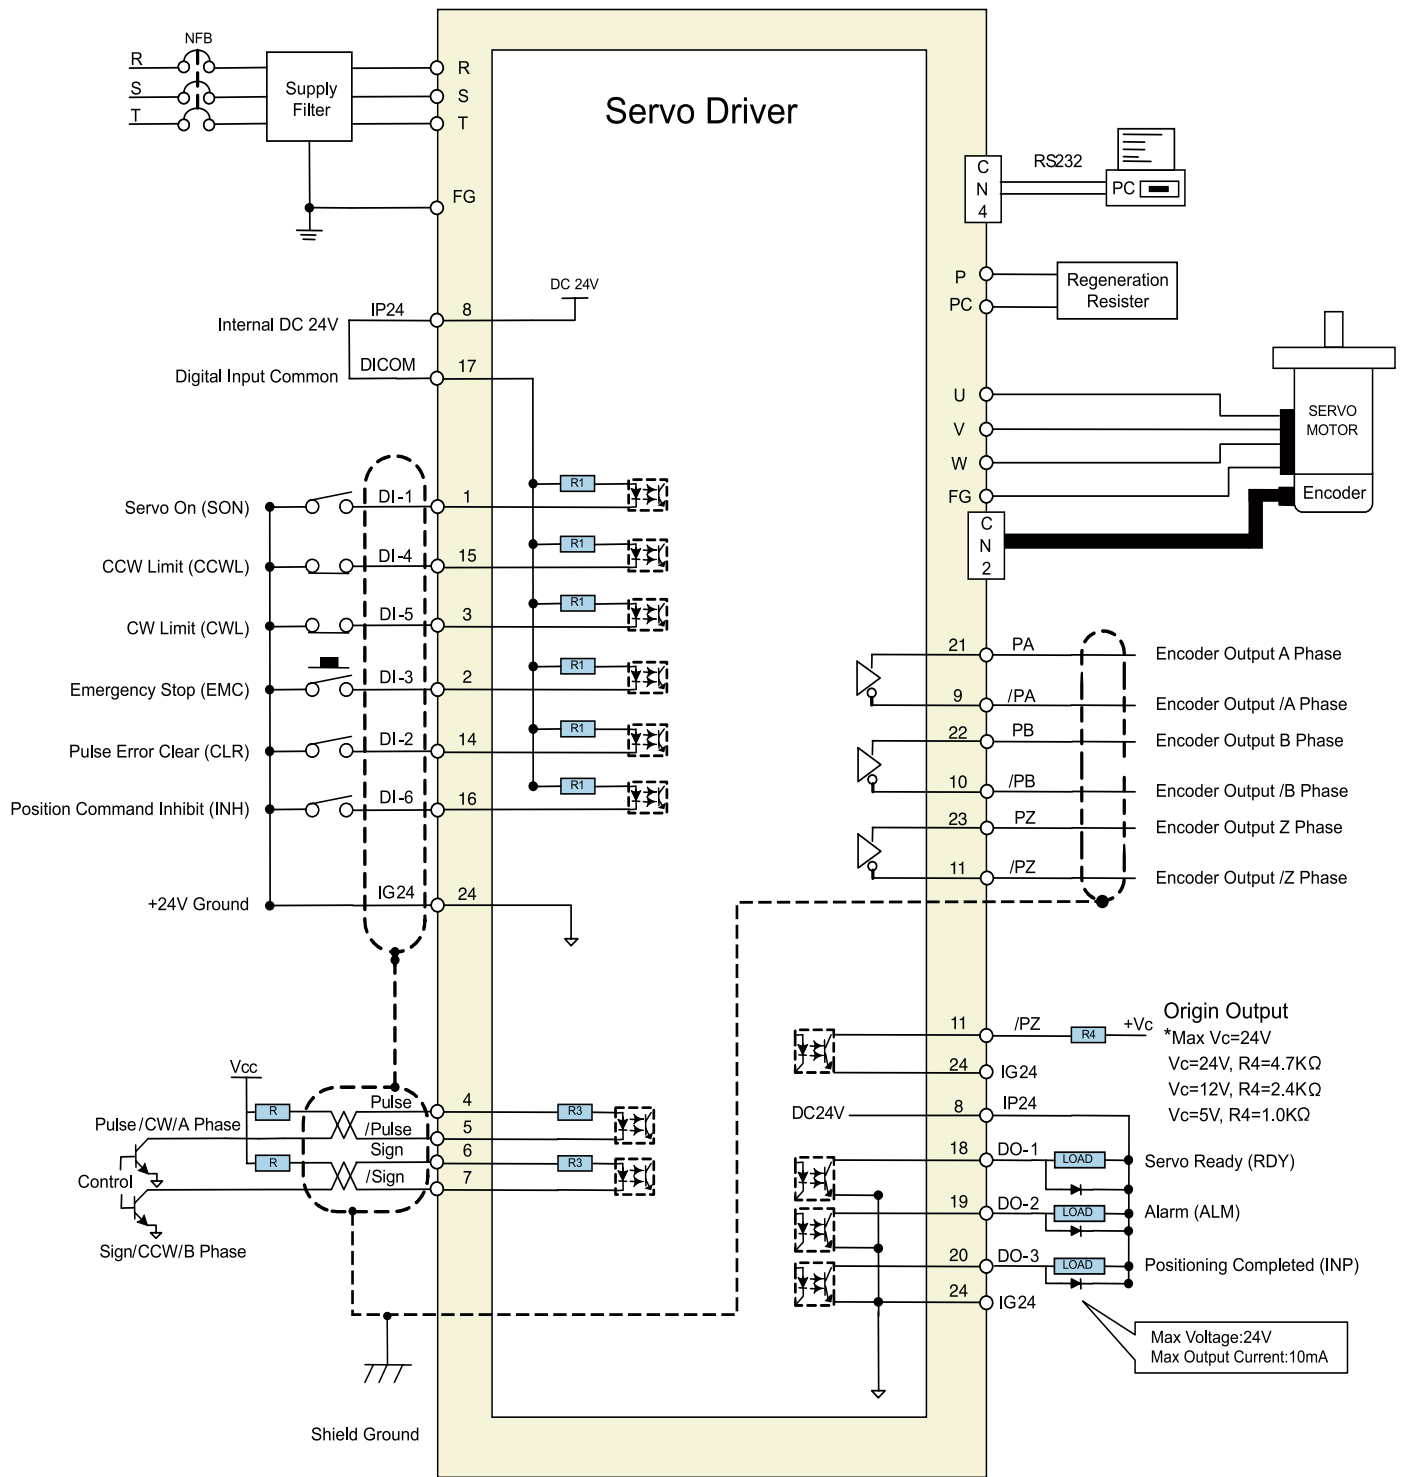 NFB
R
S
T
Supply
Filter
R
S
T
FG
Servo Driver
C
N
4
RS232
PC
P
PC
Regeneration
Resister
DC 24V
IP24
8
Internal DC 24V
DICOM
17
Digital Input Common
U
V
W
FG
SERVO
MOTOR
Encoder
C
N
2
Servo On (SON)
DI-1
1
R1
CCW Limit (CCWL)
DI-4
15
R1
CW Limit (CWL)
DI-5
3
R1
Emergency Stop (EMC)
DI-3
2
R1
Pulse Error Clear (CLR)
DI-2
14
R1
Position Command Inhibit (INH)
DI-6
16
R1
+24V Ground
IG24
24
21
PA
Encoder Output A Phase
9
/PA
Encoder Output /A Phase
22
PB
Encoder Output B Phase
10
/PB
Encoder Output /B Phase
23
PZ
Encoder Output Z Phase
11
/PZ
Encoder Output /Z Phase
11
/PZ
R4
+Vc
Origin Output
*Max Vc=24V
Vc=24V, R4=4.7KΩ
Vc=12V, R4=2.4KΩ
Vc=5V, R4=1.0KΩ
24
IG24
DC24V
8
IP24
18
DO-1
LOAD
Servo Ready (RDY)
19
DO-2
LOAD
Alarm (ALM)
20
DO-3
LOAD
Positioning Completed (INP)
24
IG24
Max Voltage:24V
Max Output Current:10mA
Vcc
R
Pulse
4
R3
Pulse/CW/A Phase
/Pulse
5
Sign
6
R
R3
/Sign
7
Control
Sign/CCW/B Phase
Shield Ground